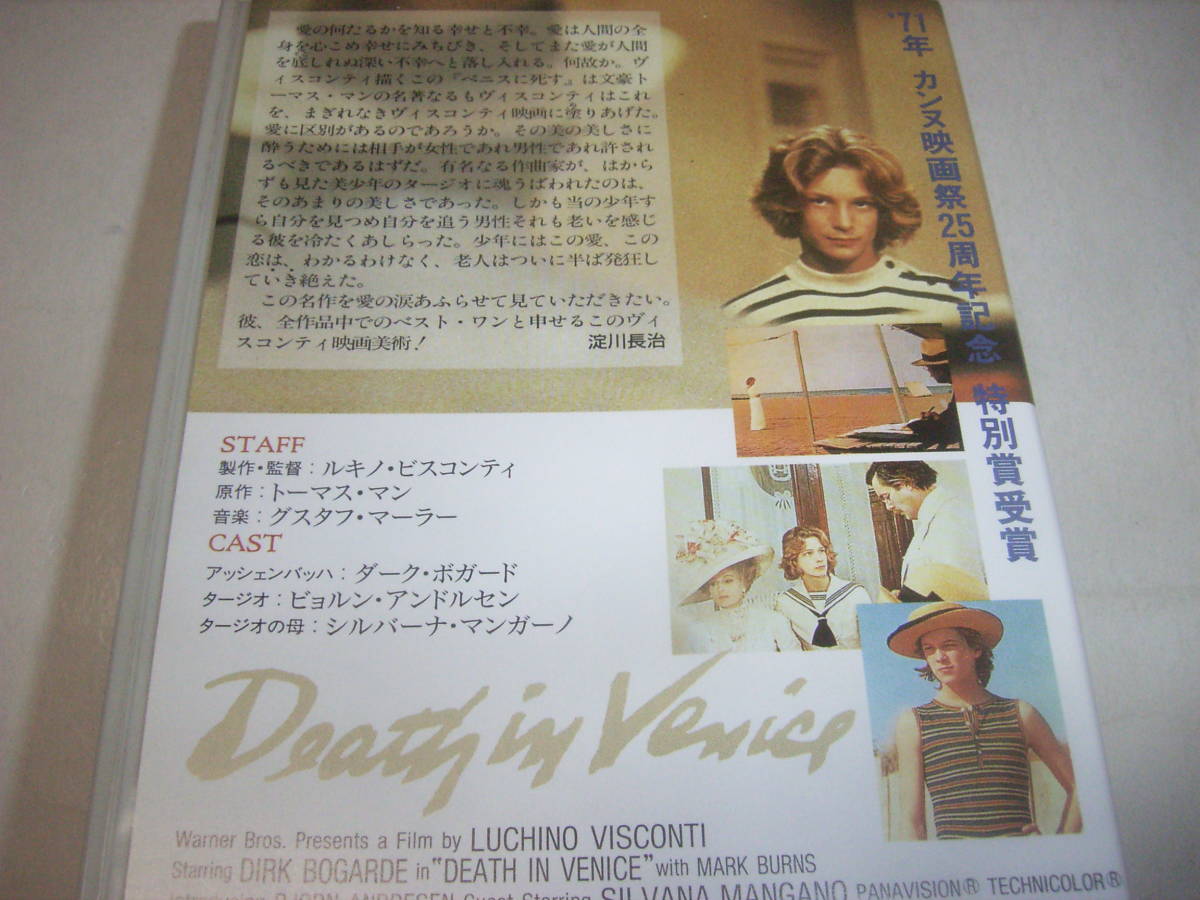 愛の何たるかを知る幸せと不幸。愛は人間の全
身を心こめ幸せにみちびき、そしてまた愛が人間
を底しれぬ深い不幸へと落し入れる。何故か。ヴ
ィスコンティ描くこの『ベニスに死す』は文豪ト
ーマス・マンの名著なるもヴィスコンティはこれ
を、まぎれなきヴィスコンティ映画に塗りあげた。
愛に区別があるのであろうか。その美の美しさに
酔うためには相手が女性であれ男性であれ許され
るべきであるはずだ。有名なる作曲家が、はから
ずも見た美少年のタージオに魂うばわれたのは、
そのあまりの美しさであった。しかも当の少年す
ら自分を見つめ自分を追う男性それも老いを感じ
る彼を冷たくあしらった。少年にはこの愛、この
恋は、わかるわけなく、老人はついに半ば発狂し
ていき絶えた。
この名作を愛の涙あふらせて見ていただきたい。
彼、全作品中でのベスト・ワンと申せるこのヴィ
スコンティ映画美術!
淀川長治
'71年 カンヌ映画祭25周年記念 特別賞受賞
STAFF
製作・監督：ルキノ・ビスコンティ
原作：トーマス・マン
音楽：グスタフ・マーラー
CAST
アッシェンバッハ：ダーク・ボガード
タージオ：ビョルン・アンドルセン
タージオの母：シルバーナ・マンガーノ
Death in Venice
Warner Bros. Presents a Film by LUCHINO VISCONTI
Starring DIRK BOGARDE in "DEATH IN VENICE" with MARK BURNS
SILVANA MANGANO PANAVISION® TECHNICOLOR®